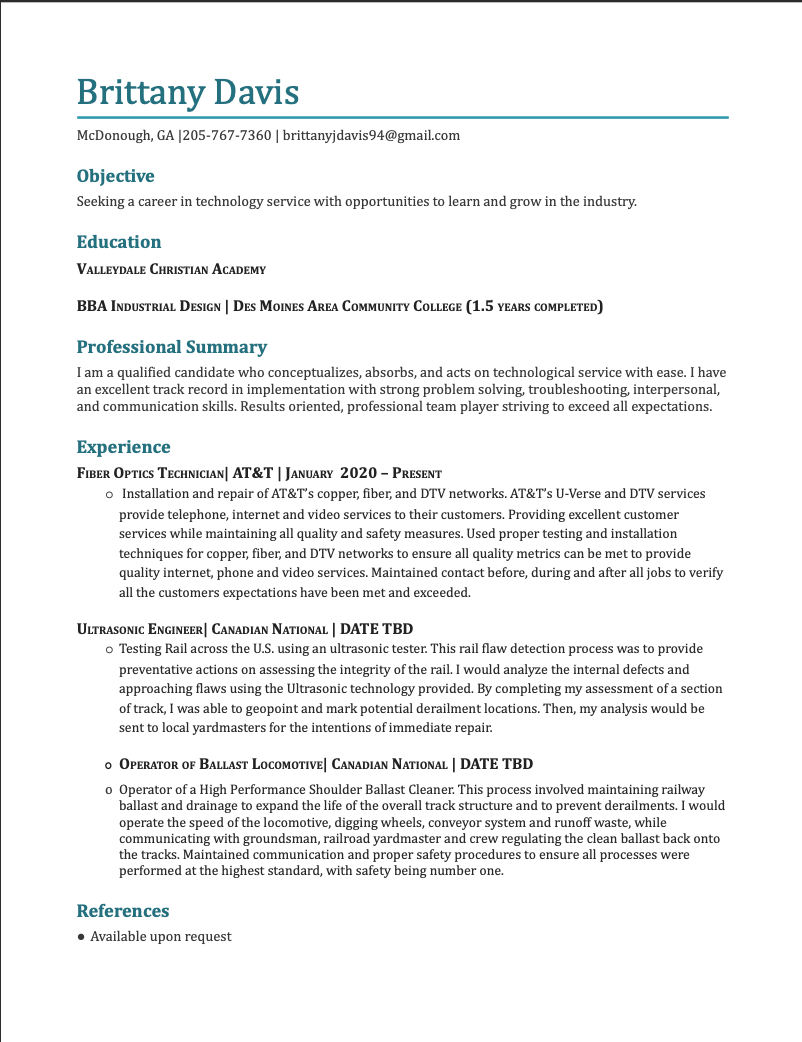 Brittany Davis
McDonough, GA |205-767-7360 | brittanyjdavis94@gmail.com
Objective
Seeking a career in technology service with opportunities to learn and grow in the industry.
Education
Valleydale Christian Academy
BBA Industrial Design | Des Moines Area Community College (1.5 years completed)
Professional Summary
I am a qualified candidate who conceptualizes, absorbs, and acts on technological service with ease. I have
an excellent track record in implementation with strong problem solving, troubleshooting, interpersonal,
and communication skills. Results oriented, professional team player striving to exceed all expectations.
Experience
Fiber Optics Technician| AT&T | January  2020 – Present
o Installation and repair of AT&T's copper, fiber, and DTV networks. AT&T's U-Verse and DTV services
provide telephone, internet and video services to their customers. Providing excellent customer
services while maintaining all quality and safety measures. Used proper testing and installation
techniques for copper, fiber, and DTV networks to ensure all quality metrics can be met to provide
quality internet, phone and video services. Maintained contact before, during and after all jobs to verify
all the customers expectations have been met and exceeded.
Ultrasonic Engineer| Canadian National | DATE TBD
o Testing Rail across the U.S. using an ultrasonic tester. This rail flaw detection process was to provide
preventative actions on assessing the integrity of the rail. I would analyze the internal defects and
approaching flaws using the Ultrasonic technology provided. By completing my assessment of a section
of track, I was able to geopoint and mark potential derailment locations. Then, my analysis would be
sent to local yardmasters for the intentions of immediate repair.
o Operator of Ballast Locomotive| Canadian National | DATE TBD
o Operator of a High Performance Shoulder Ballast Cleaner. This process involved maintaining railway
ballast and drainage to expand the life of the overall track structure and to prevent derailments. I would
operate the speed of the locomotive, digging wheels, conveyor system and runoff waste, while
communicating with groundsman, railroad yardmaster and crew regulating the clean ballast back onto
the tracks. Maintained communication and proper safety procedures to ensure all processes were
performed at the highest standard, with safety being number one.
References
● Available upon request